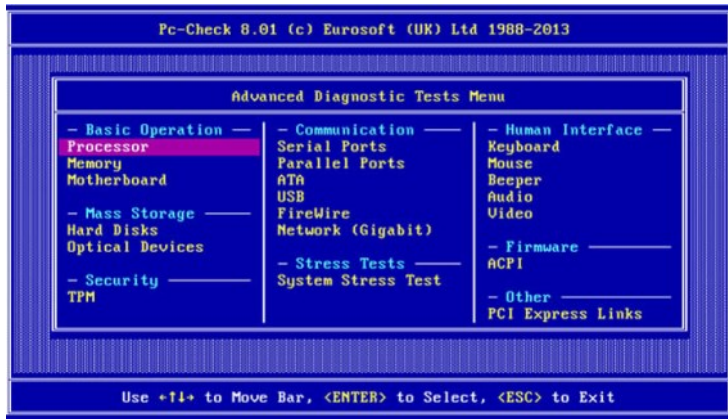 Pc-Check 8.01 (c) Eurosoft (UK) Ltd 1988-2013
Advanced Diagnostic Tests Menu
- Basic Operation -
Processor
Memory
Motherboard
- Mass Storage -
Hard Disks
Optical Devices
- Security -
TPM
- Communication -
Serial Ports
Parallel Ports
ATA
USB
FireWire
Network (Gigabit)
- Stress Tests -
System Stress Test
- Human Interface -
Keyboard
Mouse
Beeper
Audio
Video
- Firmware -
ACPI
- Other -
PCI Express Links
Use ←↑↓→ to Move Bar, <ENTER> to Select, <ESC> to Exit